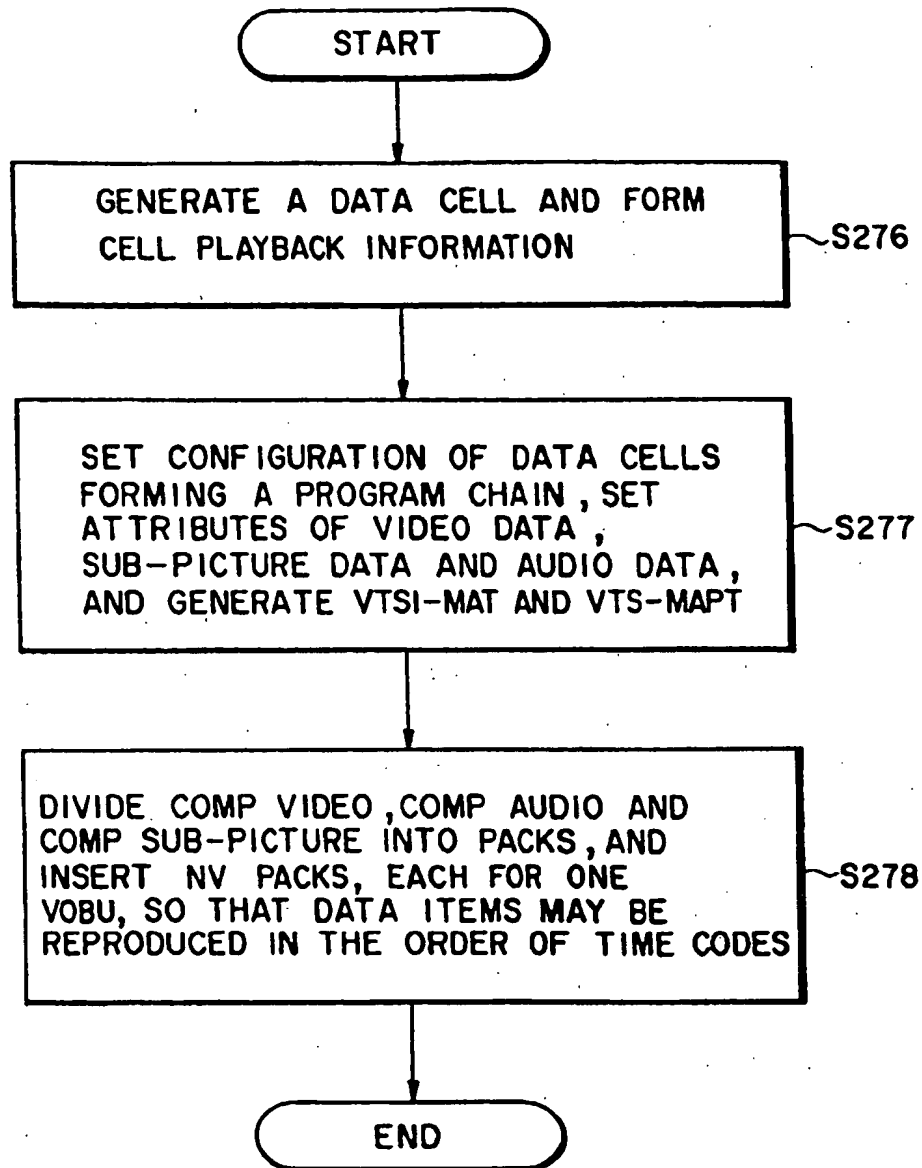 START
GENERATE A DATA CELL AND FORM
CELL PLAYBACK INFORMATION
S276
SET CONFIGURATION OF DATA CELLS
FORMING A PROGRAM CHAIN, SET
ATTRIBUTES OF VIDEO DATA,
SUB-PICTURE DATA AND AUDIO DATA,
AND GENERATE VTSI-MAT AND VTS-MAPT
S277
DIVIDE COMP VIDEO, COMP AUDIO AND
COMP SUB-PICTURE INTO PACKS, AND
INSERT NV PACKS, EACH FOR ONE
VOBU, SO THAT DATA ITEMS MAY BE
REPRODUCED IN THE ORDER OF TIME CODES
S278
END